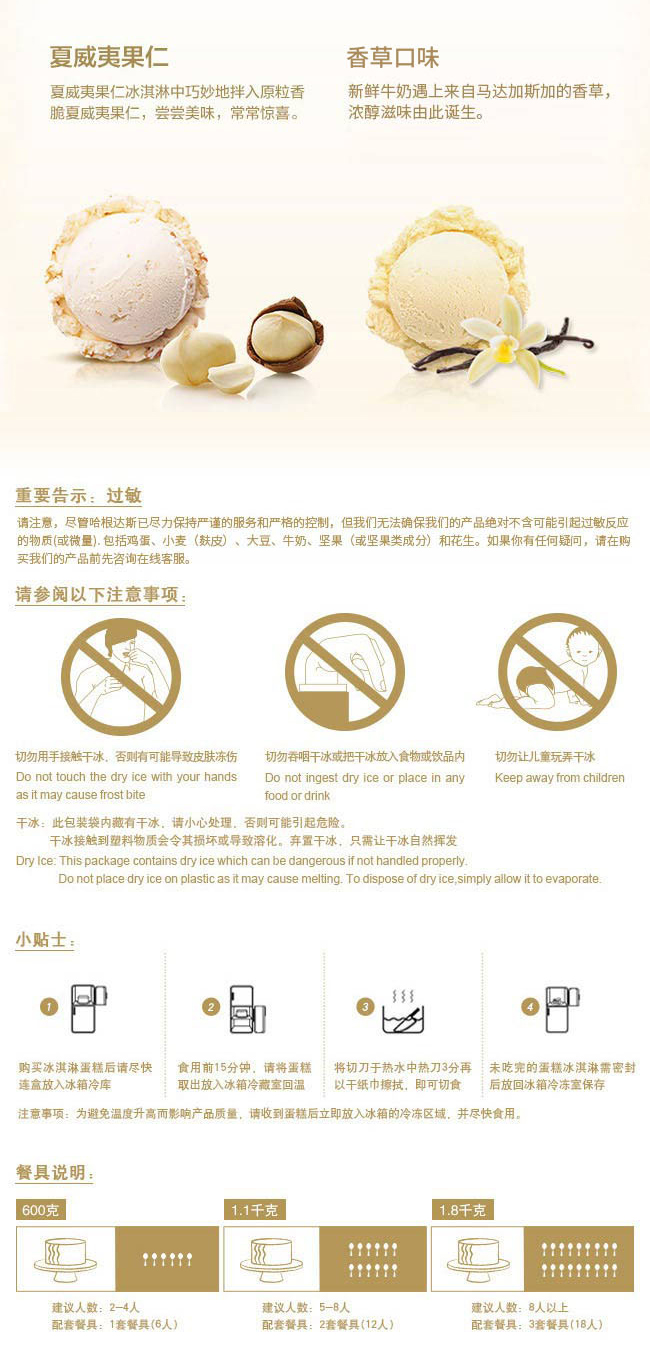 夏威夷果仁
夏威夷果仁冰淇淋中巧妙地拌入原粒香
脆夏威夷果仁，尝尝美味，常常惊喜。
香草口味
新鲜牛奶遇上来自马达加斯加的香草，
浓醇滋味由此诞生。
重要告示：过敏
请注意，尽管哈根达斯已尽力保持严谨的服务和严格的控制，但我们无法确保我们的产品绝对不含可能引起过敏反应
的物质(或微量).包括鸡蛋、小麦（麸皮）、大豆、牛奶、坚果（或坚果类成分）和花生。如果你有任何疑问，请在购
买我们的产品前先咨询在线客服。
请参阅以下注意事项：
切勿用手接触干冰，否则有可能导致皮肤冻伤
Do not touch the dry ice with your hands
as it may cause frost bite
切勿吞咽干冰或把干冰放入食物或饮品内
Do not ingest dry ice or place in any
food or drink
切勿让儿童玩弄干冰
Keep away from children
干冰：此包装袋内藏有干冰，请小心处理，否则可能引起危险。
干冰接触到塑料物质会令其损坏或导致溶化。弃置干冰，只需让干冰自然挥发
Dry Ice: This package contains dry ice which can be dangerous if not handled properly.
Do not place dry ice on plastic as it may cause melting. To dispose of dry ice,simply allow it to evaporate.
小贴士：
1
购买冰淇淋蛋糕后请尽快
连盒放入冰箱冷库
2
食用前15分钟，请将蛋糕
取出放入冰箱冷藏室回温
3
将切刀于热水中热刀3分再
以干纸巾擦拭，即可切食
4
未吃完的蛋糕冰淇淋需密封
后放回冰箱冷冻室保存
注意事项：为避免温度升高而影响产品质量，请收到蛋糕后立即放入冰箱的冷冻区域，并尽快食用。
餐具说明：
600克
建议人数：2—4人
配套餐具：1套餐具(6人)
1.1千克
建议人数：5—8人
配套餐具：2套餐具(12人)
1.8千克
建议人数：8人以上
配套餐具：3套餐具(18人)